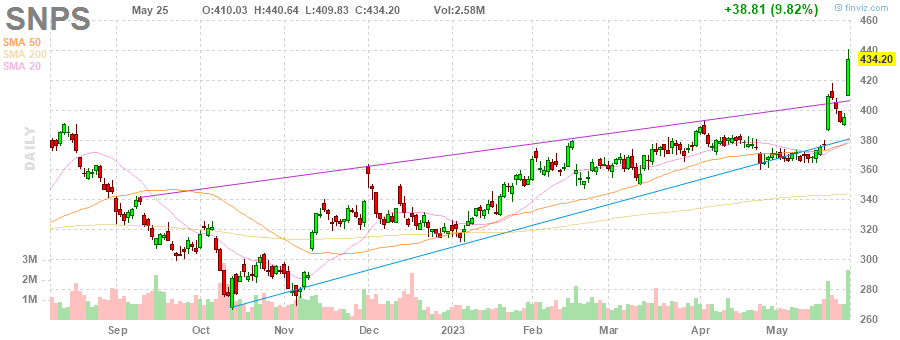 SNPS May 25 O:410.03 H:440.64 L:409.83 C:434.20 Vol:2.58M +38.81 (9.82%) finviz.com
SMA 50
SMA 200
SMA 20
DAILY
460
440
434.20
420
400
380
360
340
320
300
280
260
3M
2M
1M
Sep Oct Nov Dec 2023 Feb Mar Apr May